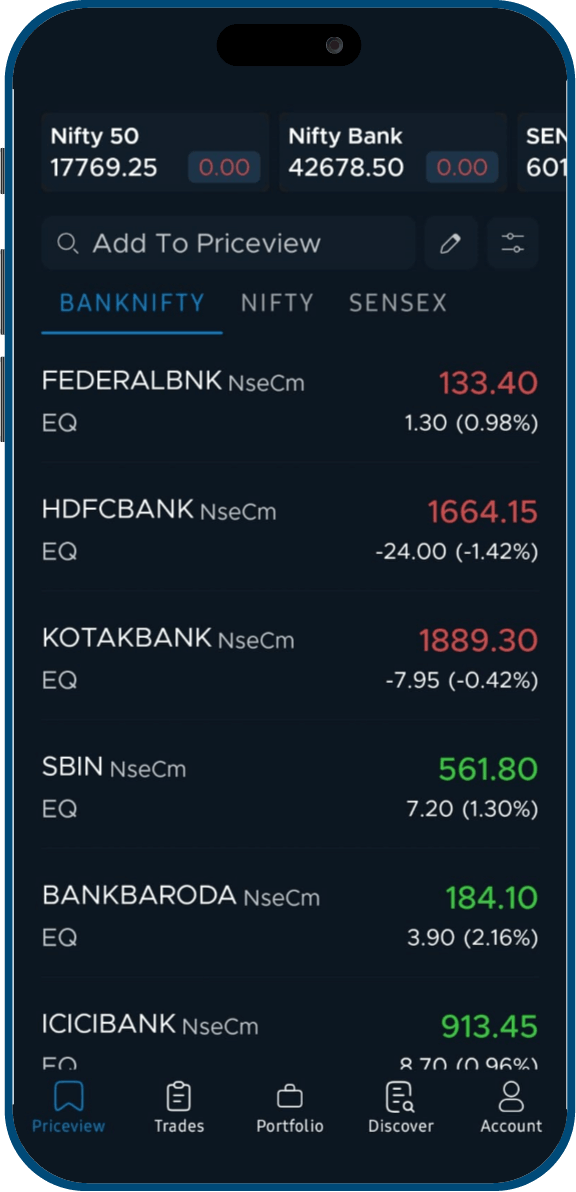 Nifty 50 Nifty Bank SEN
17769.25 0.00 42678.50 0.00 601
Add To Priceview
BANKNIFTY NIFTY SENSEX
FEDERALBNK NseCm 133.40
EQ 1.30 (0.98%)
HDFCBANK NseCm 1664.15
EQ -24.00 (-1.42%)
KOTAKBANK NseCm 1889.30
EQ -7.95 (-0.42%)
SBIN NseCm 561.80
EQ 7.20 (1.30%)
BANKBARODA NseCm 184.10
EQ 3.90 (2.16%)
ICICIBANK NseCm 913.45
EQ 8.70 (0.96%)
Priceview Trades Portfolio Discover Account